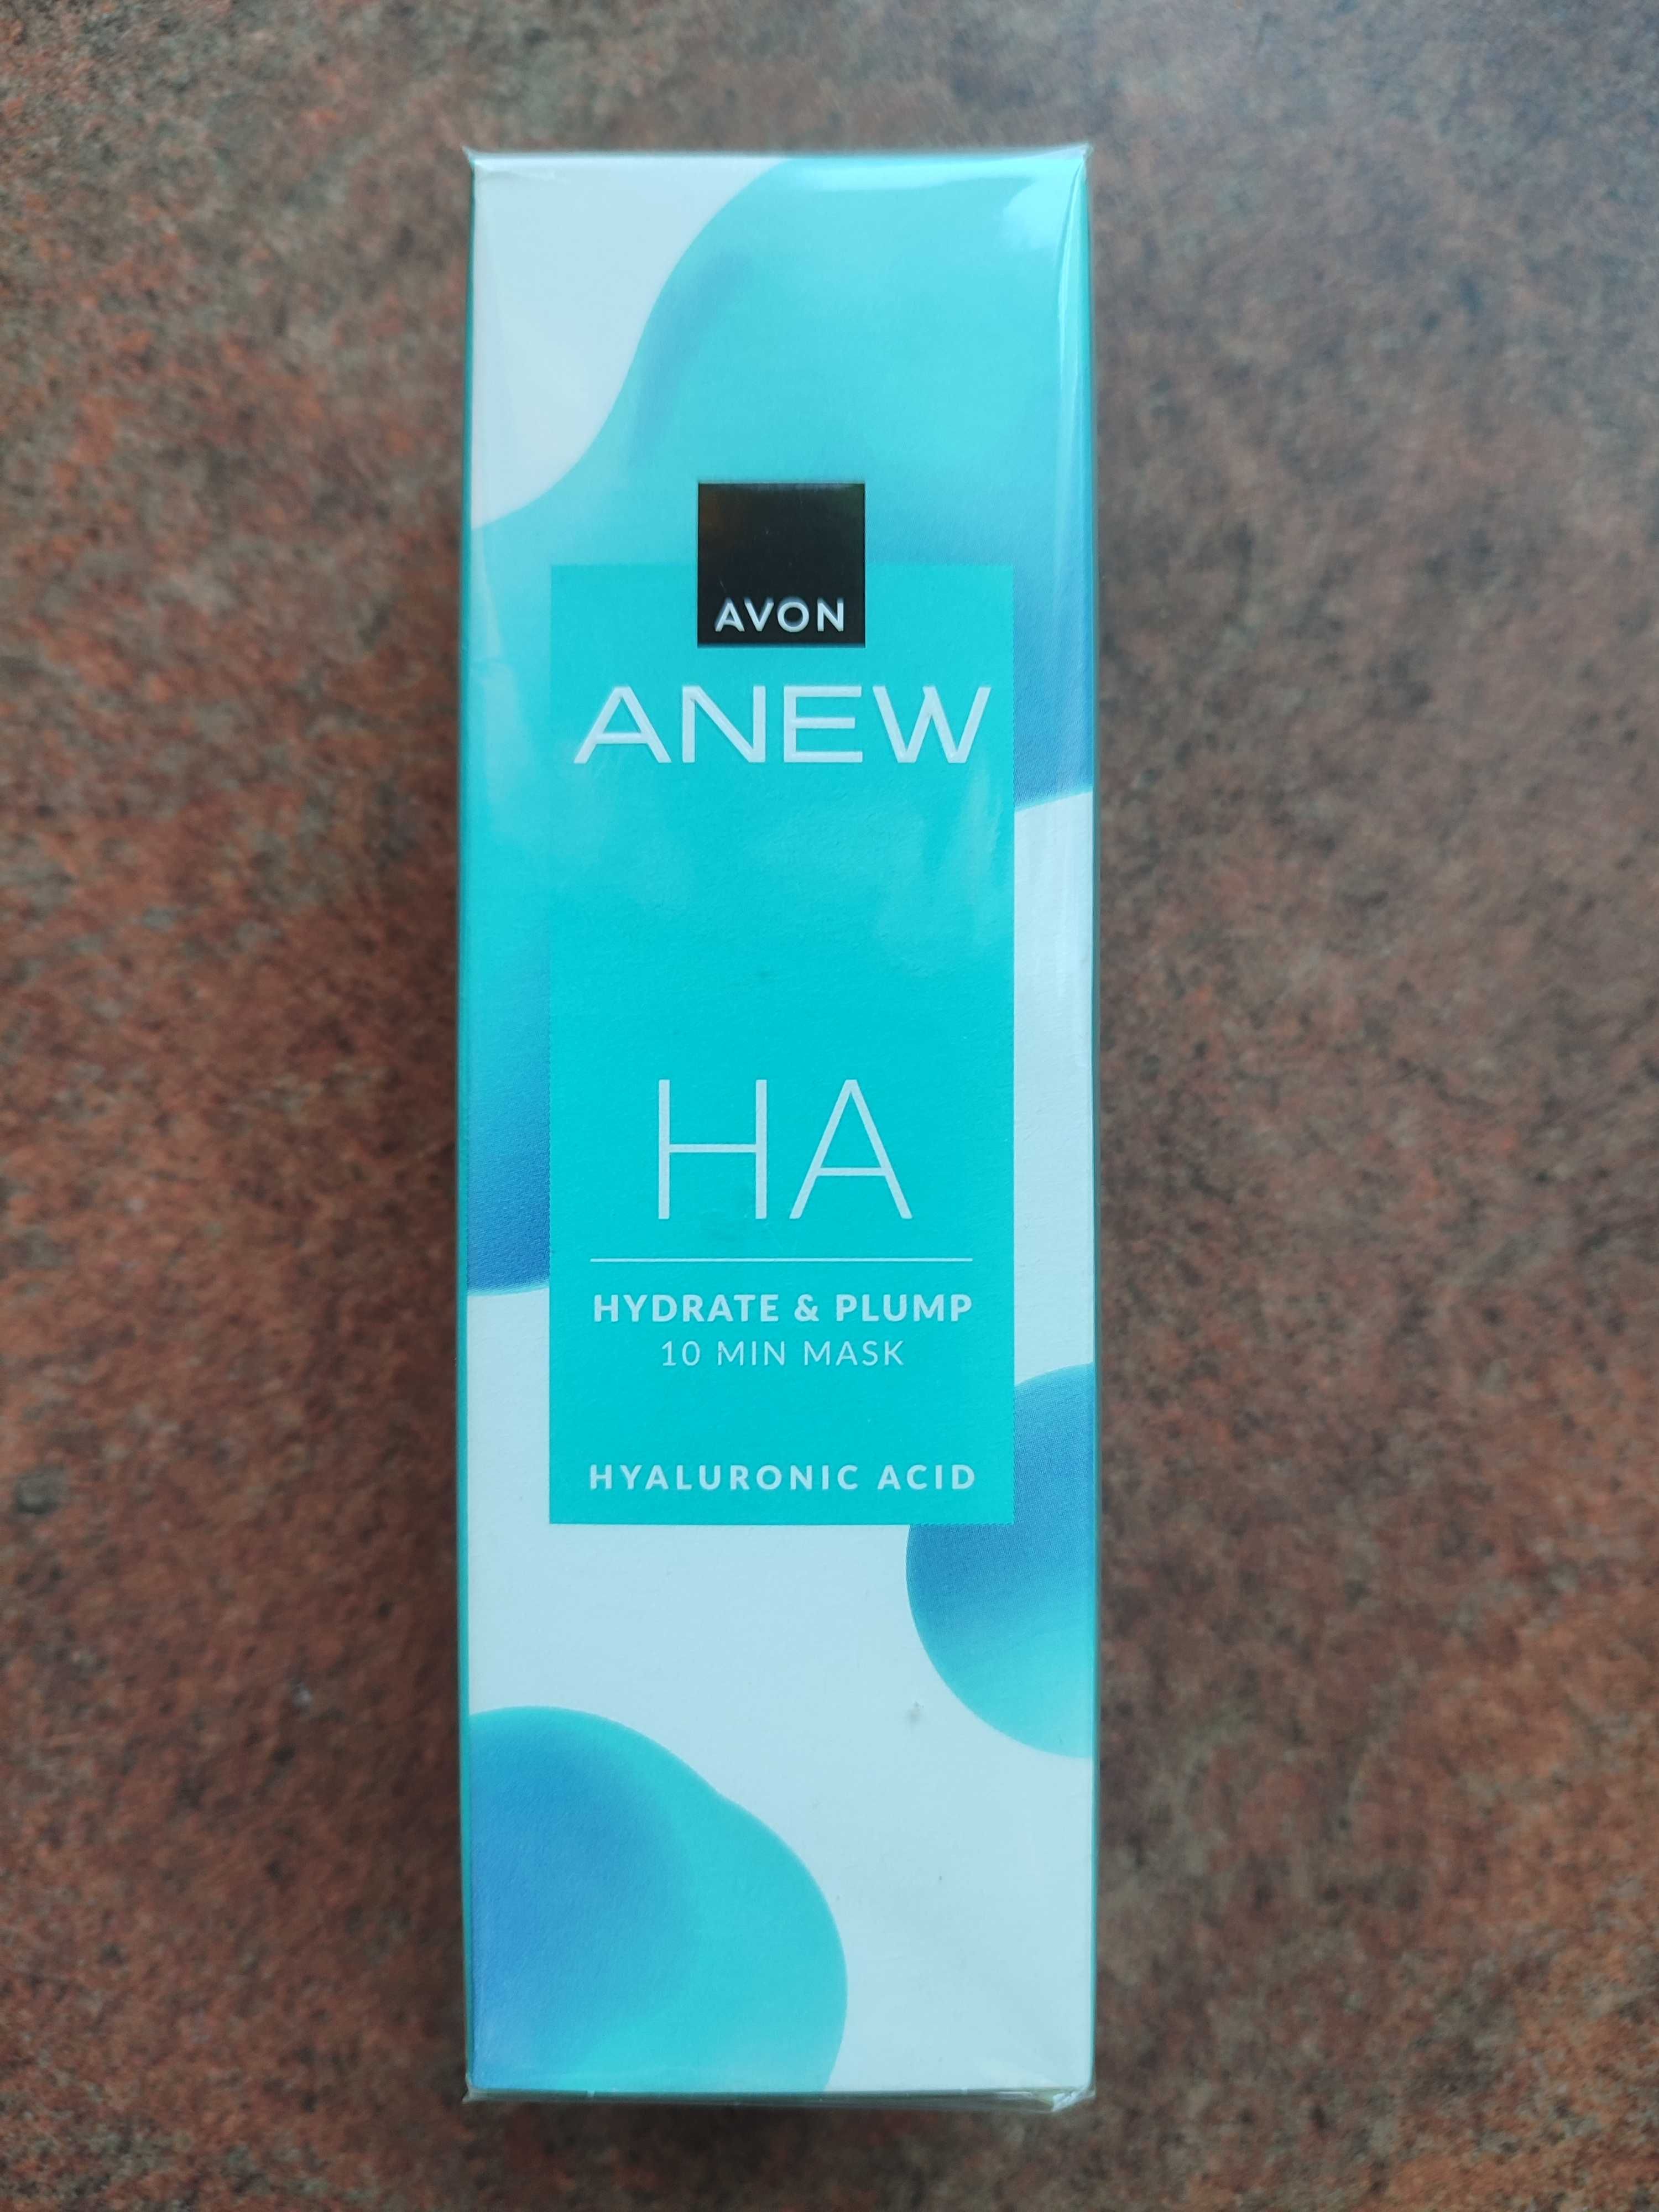 AVON
ANEW
HA
HYDRATE & PLUMP
10 MIN MASK
HYALURONIC ACID